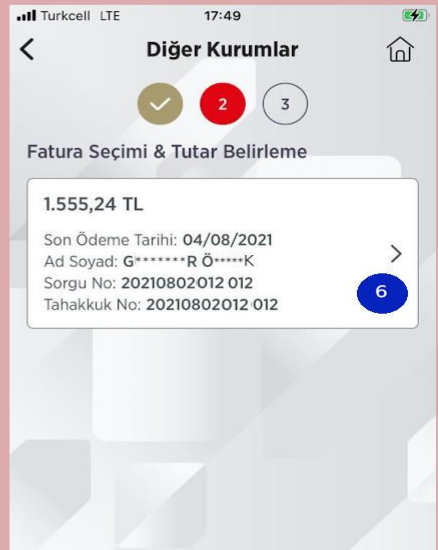 Turkcell LTE 17:49
Diğer Kurumlar
2 3
Fatura Seçimi & Tutar Belirleme
1.555,24 TL
Son Ödeme Tarihi: 04/08/2021
Ad Soyad: G*******R Ö*****K
Sorgu No: 20210802012 012
Tahakkuk No: 20210802012 012
6